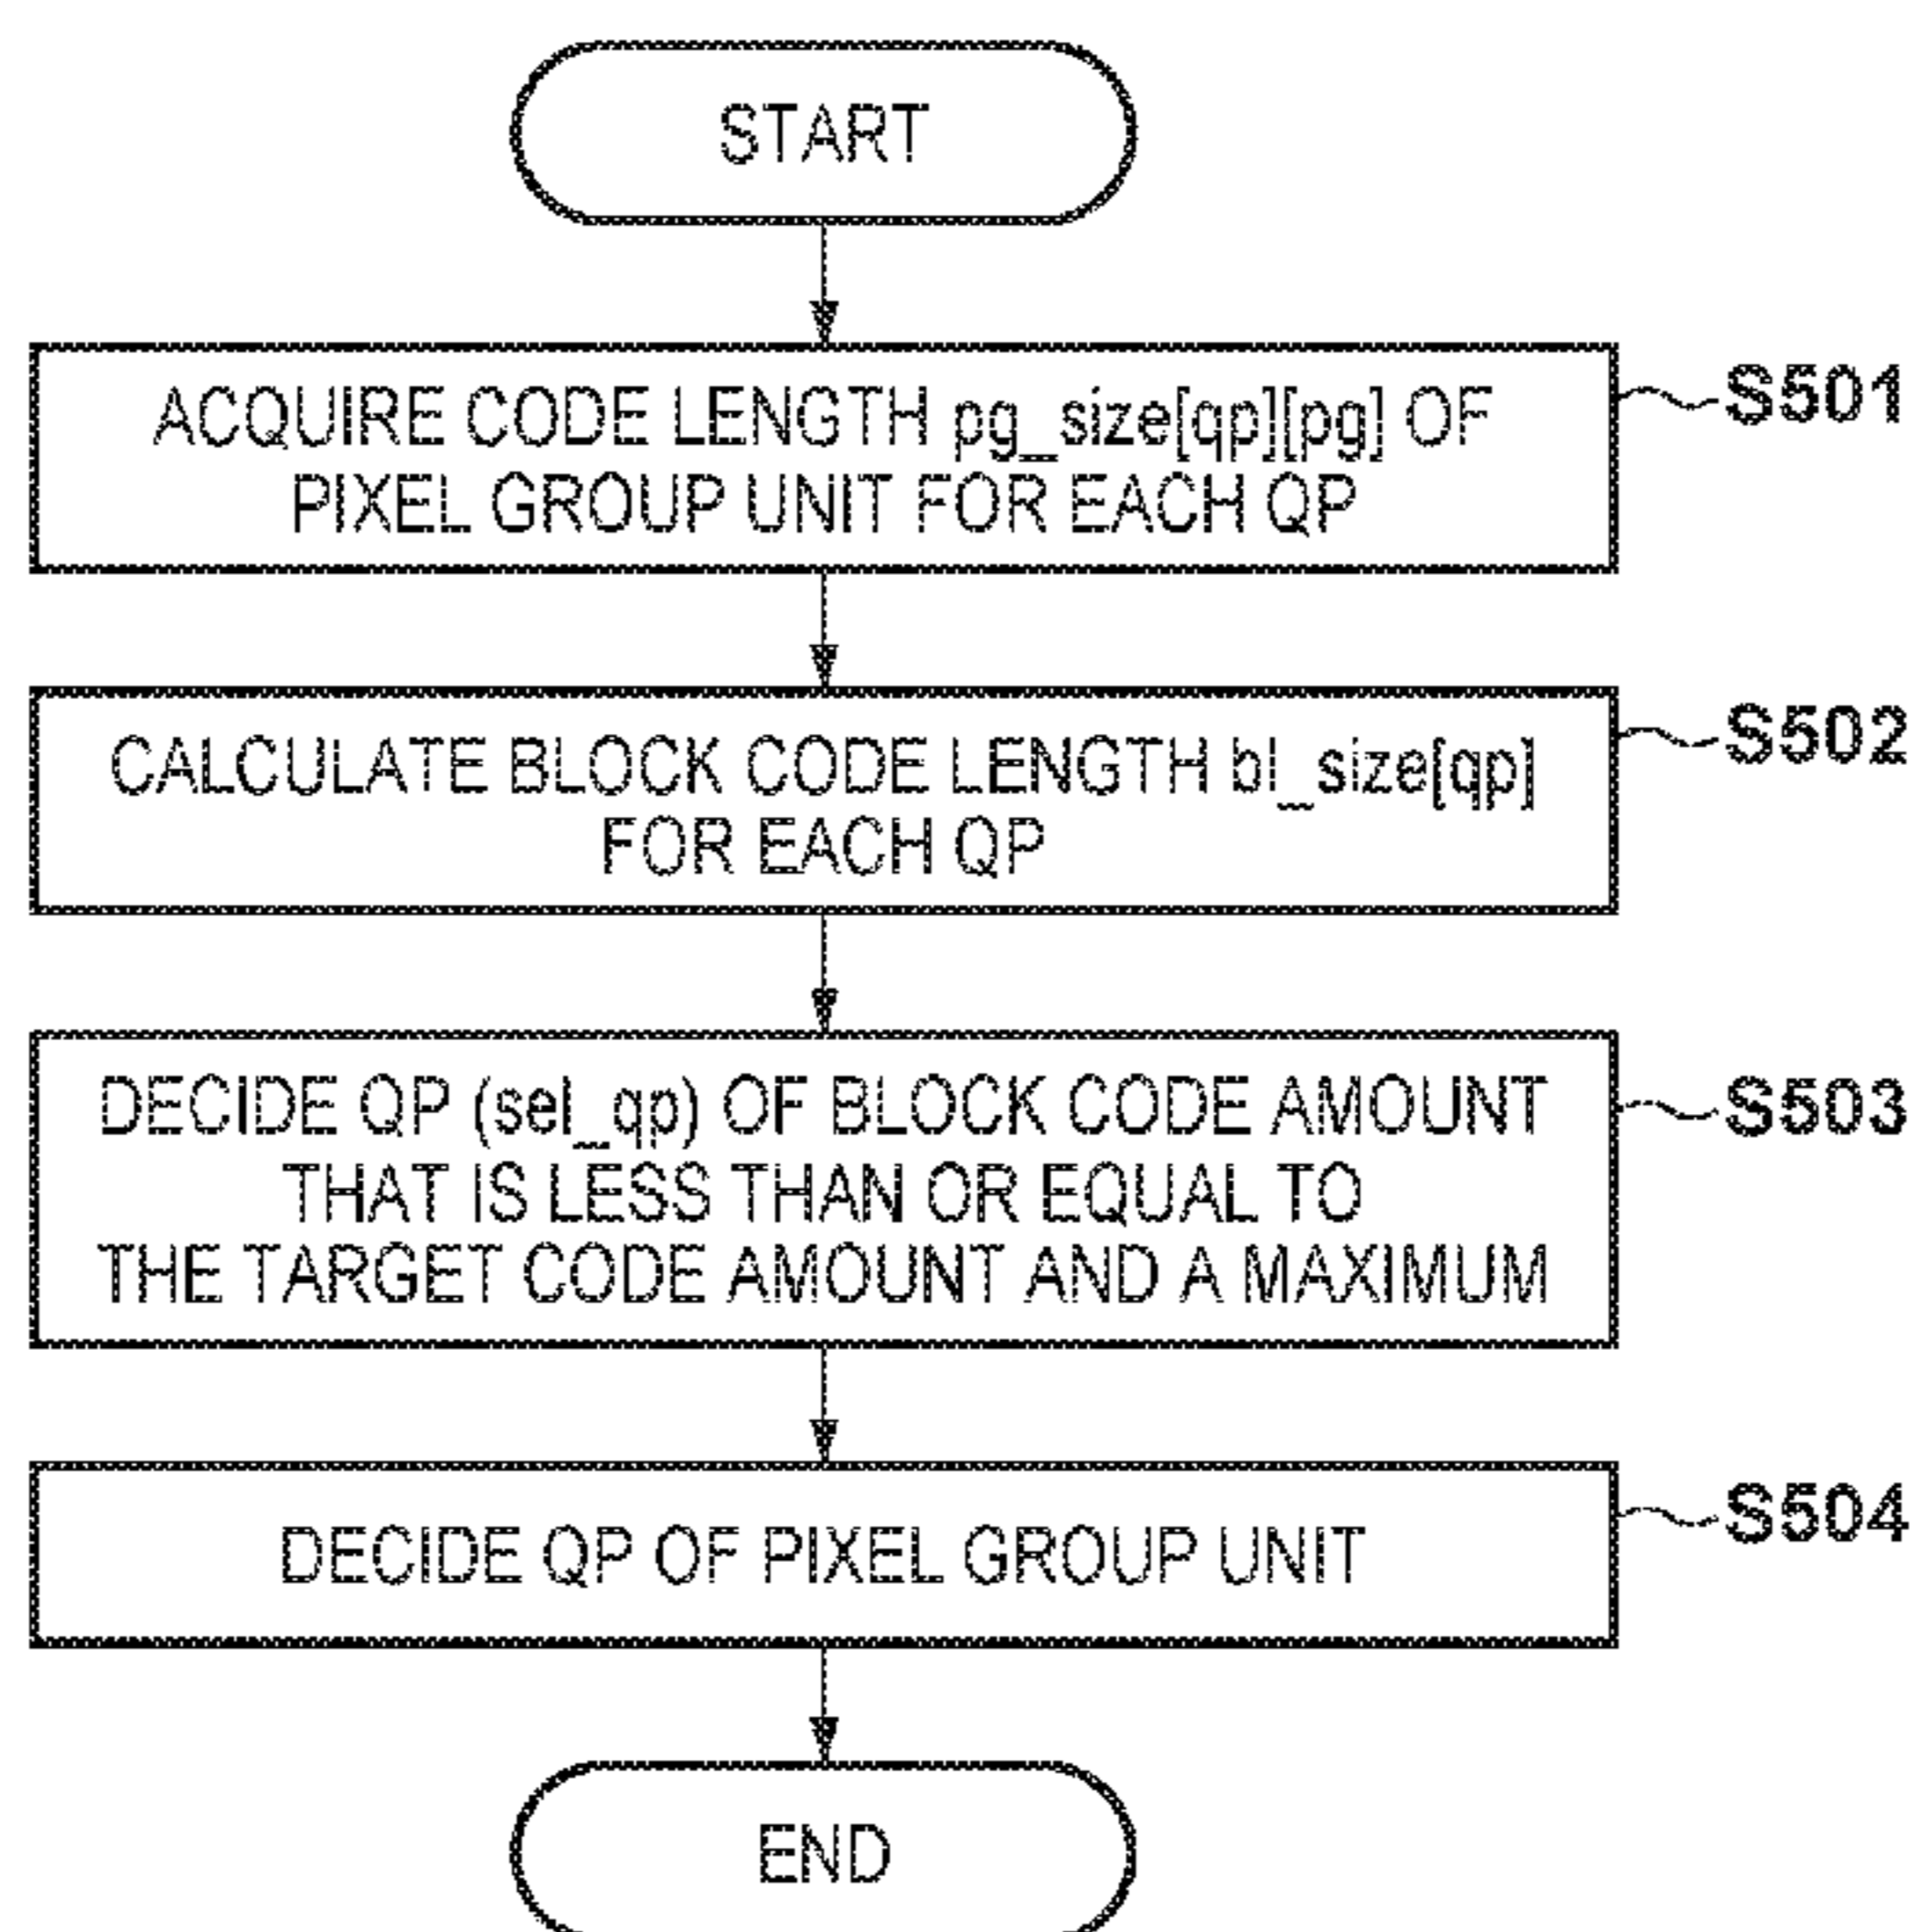 START
ACQUIRE CODE LENGTH pg_size[qp][pg] OF
PIXEL GROUP UNIT FOR EACH QP
S501
CALCULATE BLOCK CODE LENGTH bl_size[qp]
FOR EACH QP
S502
DECIDE QP (sel_qp) OF BLOCK CODE AMOUNT
THAT IS LESS THAN OR EQUAL TO
THE TARGET CODE AMOUNT AND A MAXIMUM
S503
DECIDE QP OF PIXEL GROUP UNIT
S504
END